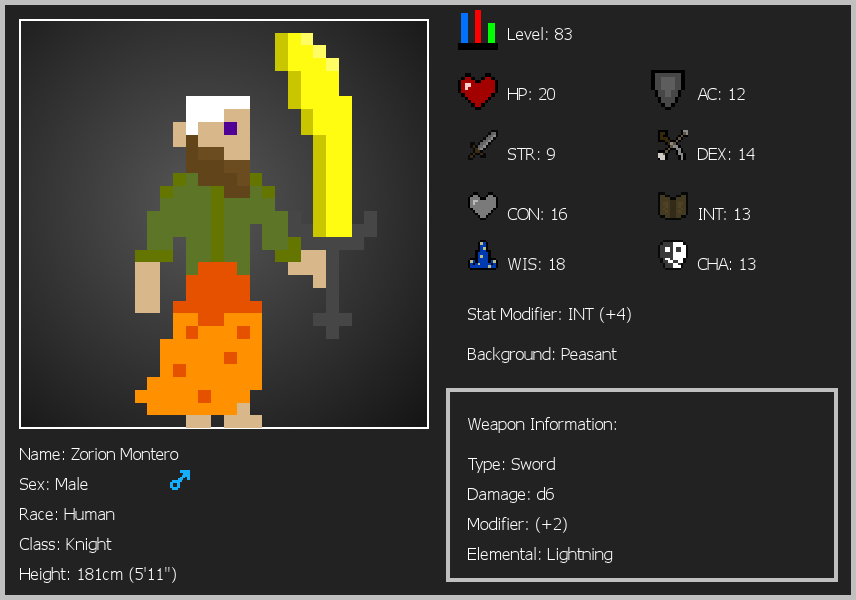 Level: 83
HP: 20
AC: 12
STR: 9
DEX: 14
CON: 16
INT: 13
WIS: 18
CHA: 13
Stat Modifier: INT (+4)
Background: Peasant
Weapon Information:
Type: Sword
Damage: d6
Modifier: (+2)
Elemental: Lightning
Name: Zorion Montero
Sex: Male
Race: Human
Class: Knight
Height: 181cm (5'11")